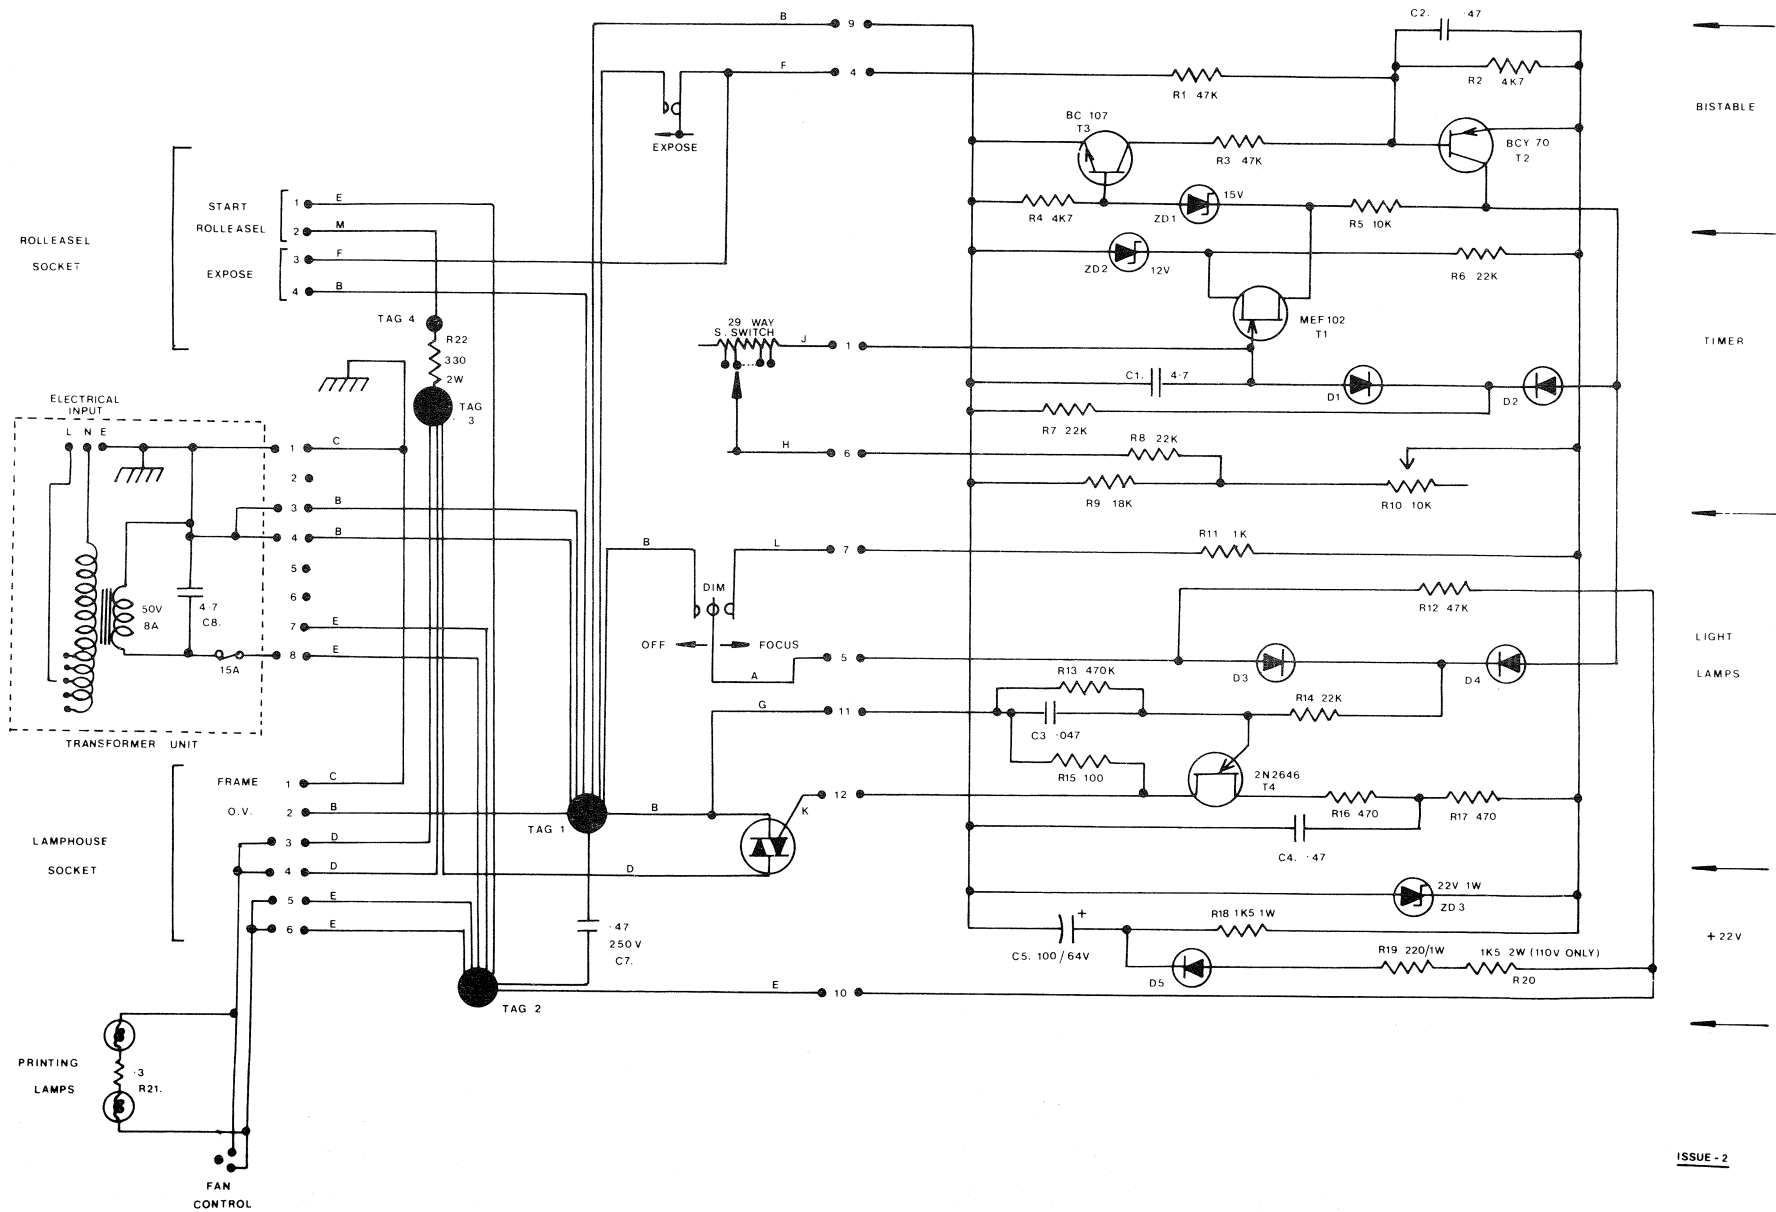 B
9
C2. ·47
F
4
R1 47K
R2 4K7
BISTABLE
EXPOSE
BC 107
T3
R3 47K
BCY 70
T2
START
ROLLEASEL
EXPOSE
1 E
2 M
3 F
4 B
ROLLEASEL
SOCKET
R4 4K7
ZD1
15V
R5 10K
ZD2
12V
R6 22K
TAG 4
R22
330
2W
TAG
3
29 WAY
S. SWITCH
J
1
MEF102
T1
TIMER
C1. 4·7
D1
D2
R7 22K
ELECTRICAL
INPUT
L N E
H
6
R8 22K
R9 18K
R10 10K
1 C
2
3 B
4 B
5
6
7 E
8 E
50V
8A
4·7
C8.
15A
TRANSFORMER UNIT
B
L
7
R11 1K
DIM
OFF
FOCUS
A
5
R12 47K
LIGHT
LAMPS
D3
D4
G
11
R13 470K
R14 22K
C3 ·047
R15 100
K
12
2N2646
T4
R16 470
R17 470
C4. ·47
FRAME
1 C
O.V.
2 B
3 D
4 D
5 E
6 E
LAMPHOUSE
SOCKET
TAG 1
B
D
·47
250V
C7.
22V 1W
ZD3
R18 1K5 1W
C5. 100/64V
+
R19 220/1W
1K5 2W (110V ONLY)
R20
D5
+22V
TAG 2
E
10
PRINTING
LAMPS
·3
R21.
FAN
CONTROL
ISSUE-2